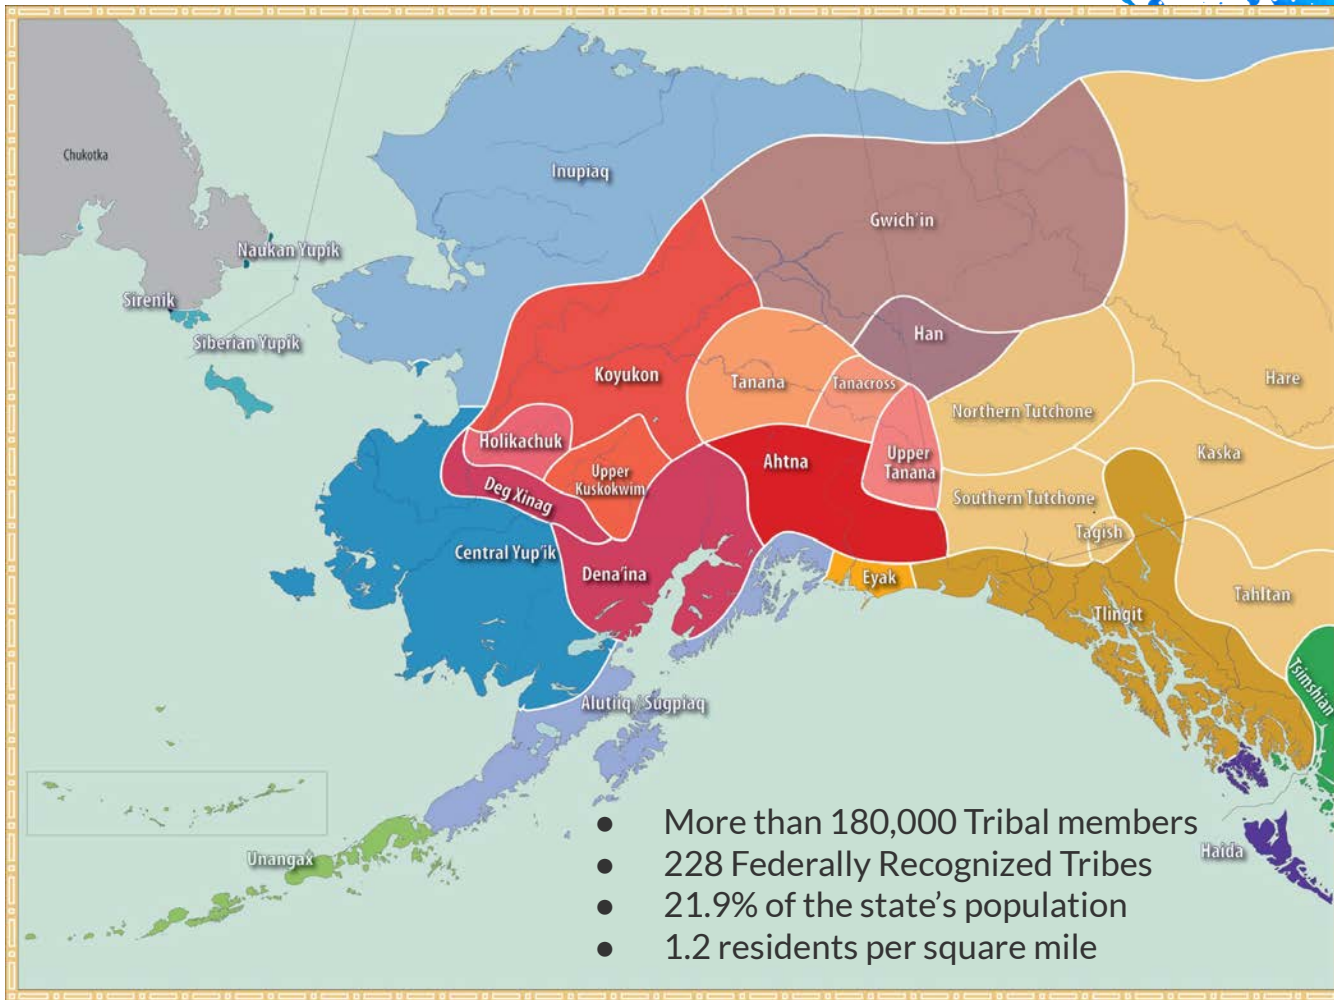 Chukotka
Inupiaq
Gwich'in
Naukan Yupik
Sirenik
Siberian Yupik
Han
Koyukon
Tanana
Tanacross
Hare
Northern Tutchone
Holikachuk
Ahtna
Upper
Tanana
Kaska
Upper
Kuskokwim
Deg Xinag
Southern Tutchone
Tagish
Central Yup'ik
Dena'ina
Eyak
Tahltan
Tlingit
Tsimshian
Alutiiq / Sugpiaq
Unangax
Haida
● More than 180,000 Tribal members
● 228 Federally Recognized Tribes
● 21.9% of the state's population
● 1.2 residents per square mile